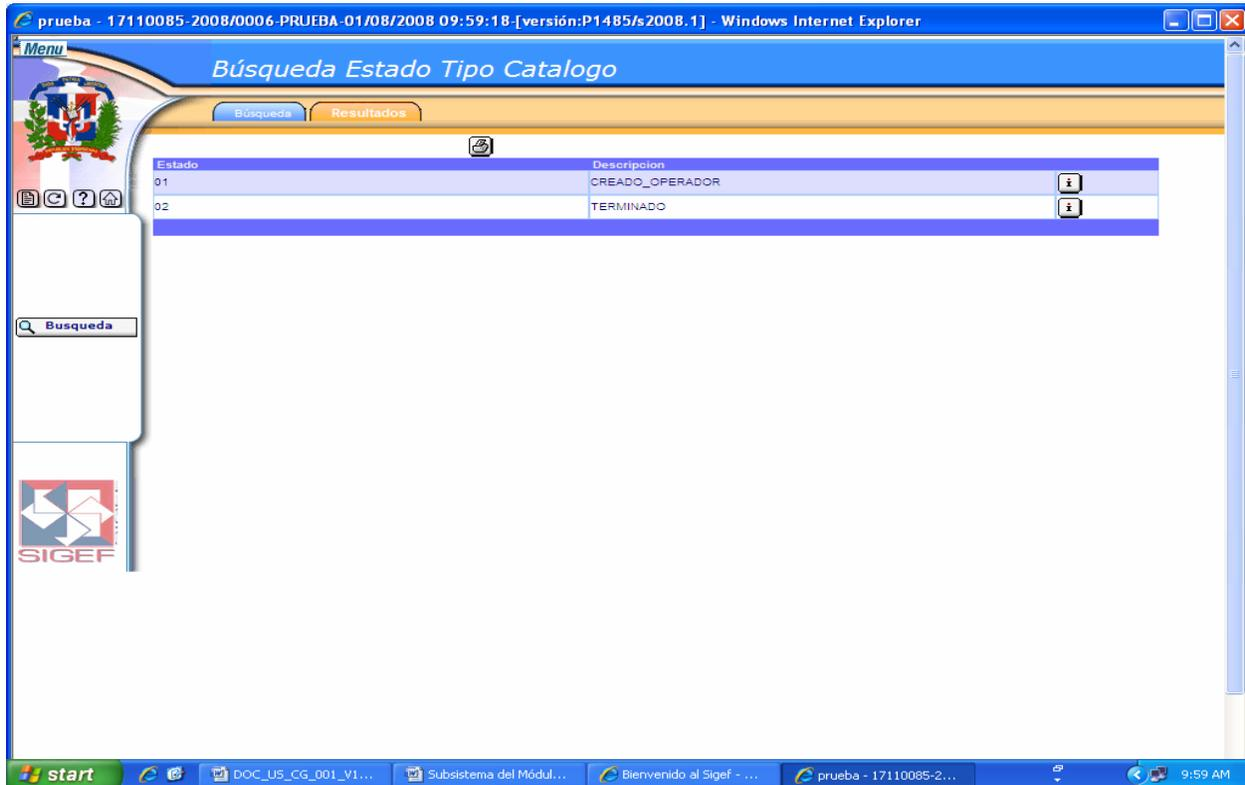 prueba - 17110085-2008/0006-PRUEBA-01/08/2008 09:59:18-[versión:P1485/s2008.1] - Windows Internet Explorer
Menu
Búsqueda Estado Tipo Catalogo
Búsqueda Resultados
Estado Descripcion
01 CREADO_OPERADOR i
02 TERMINADO i
Busqueda
SIGEF
start DOC_US_CG_001_V1... Subsistema del Módul... Bienvenido al Sigef - ... prueba - 17110085-2... 9:59 AM